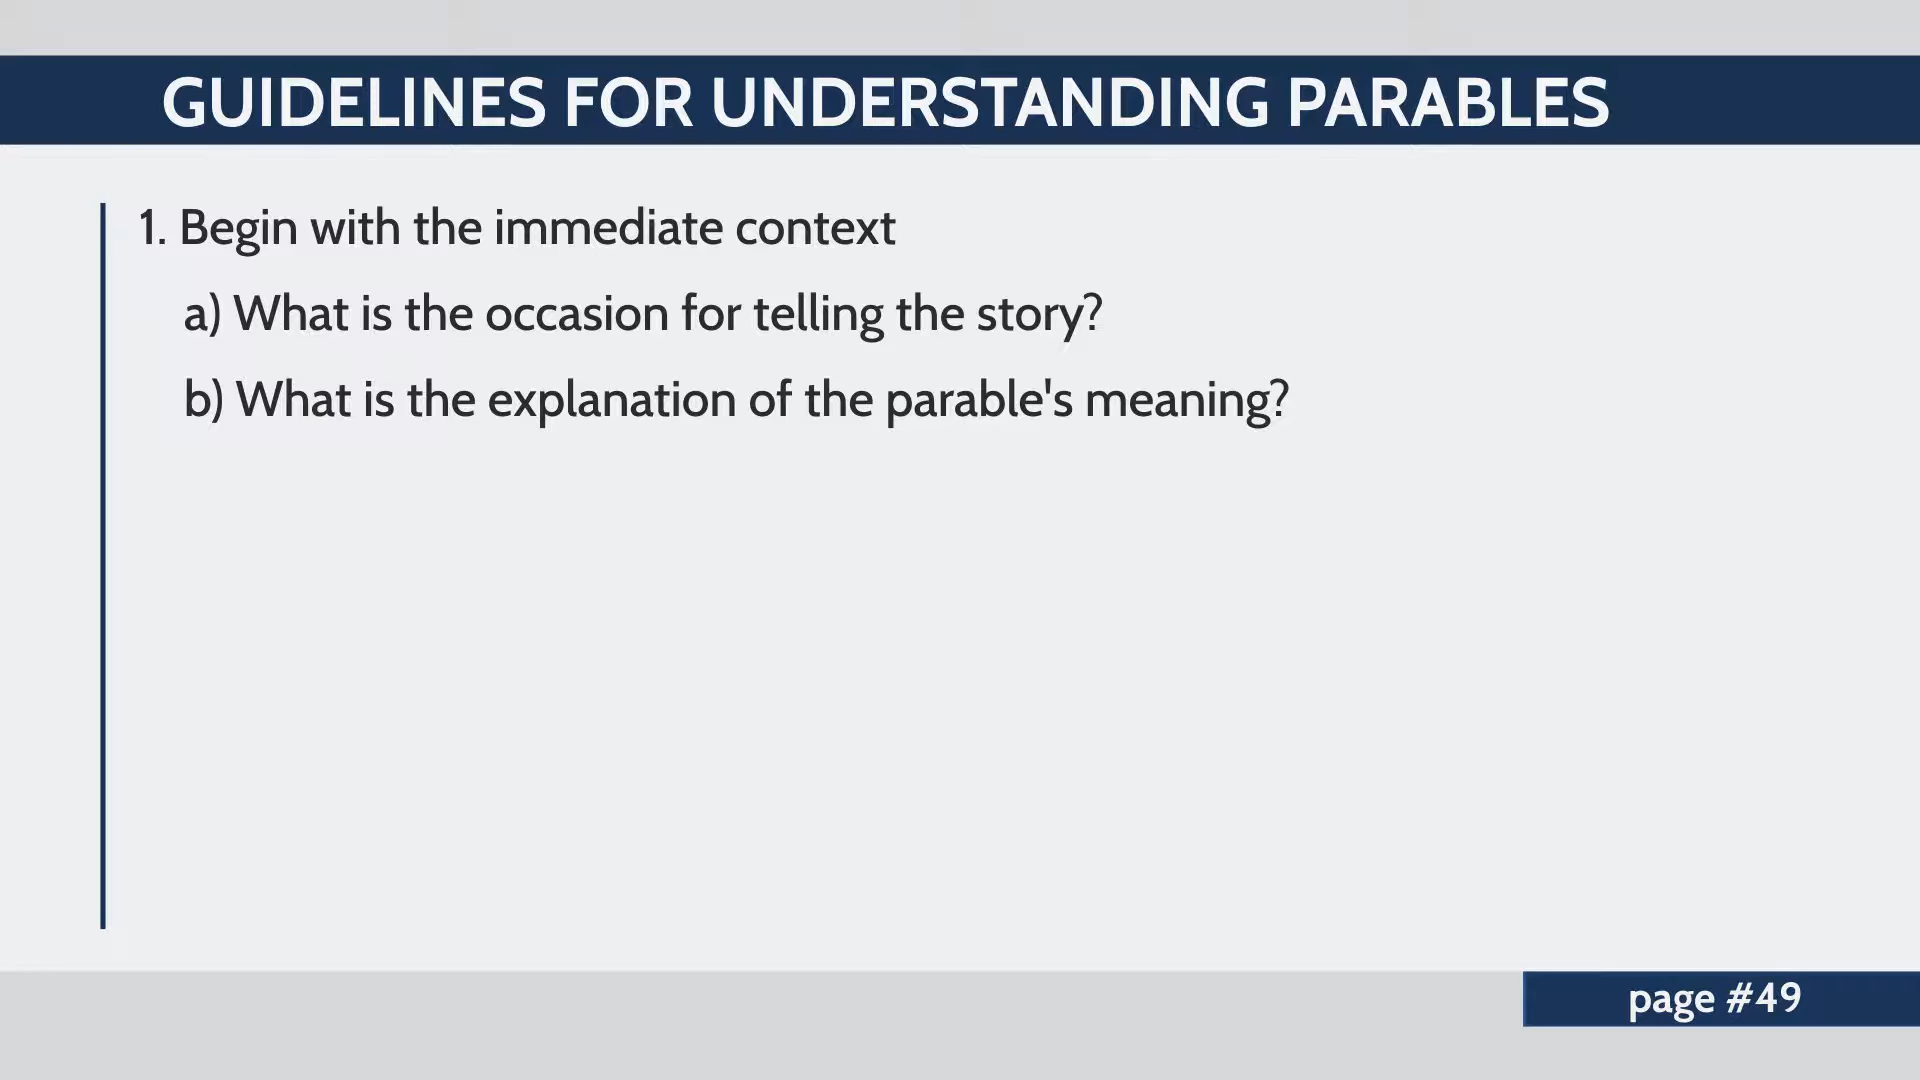 GUIDELINES FOR UNDERSTANDING PARABLES
1. Begin with the immediate context
a) What is the occasion for telling the story?
b) What is the explanation of the parable's meaning?
page #49